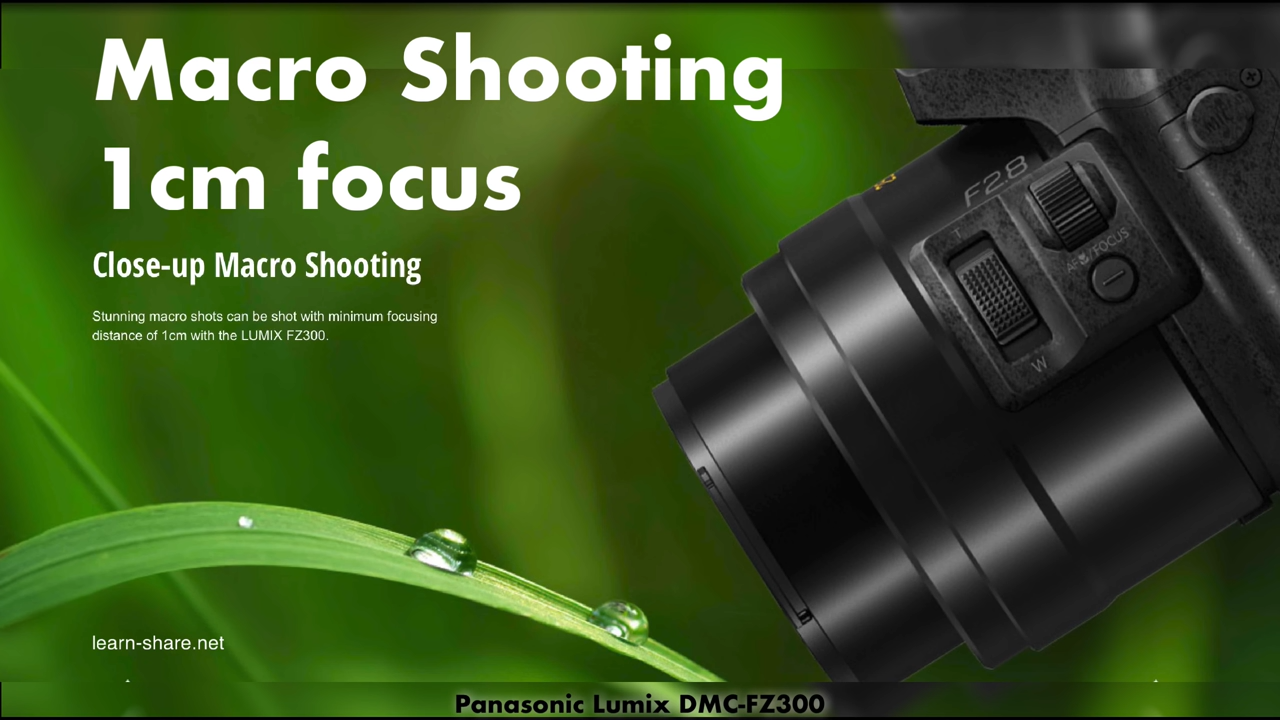 Macro Shooting
1cm focus
Close-up Macro Shooting
Stunning macro shots can be shot with minimum focusing
distance of 1cm with the LUMIX FZ300.
F2.8
MIC
T
AF/FOCUS
W
learn-share.net
Panasonic Lumix DMC-FZ300